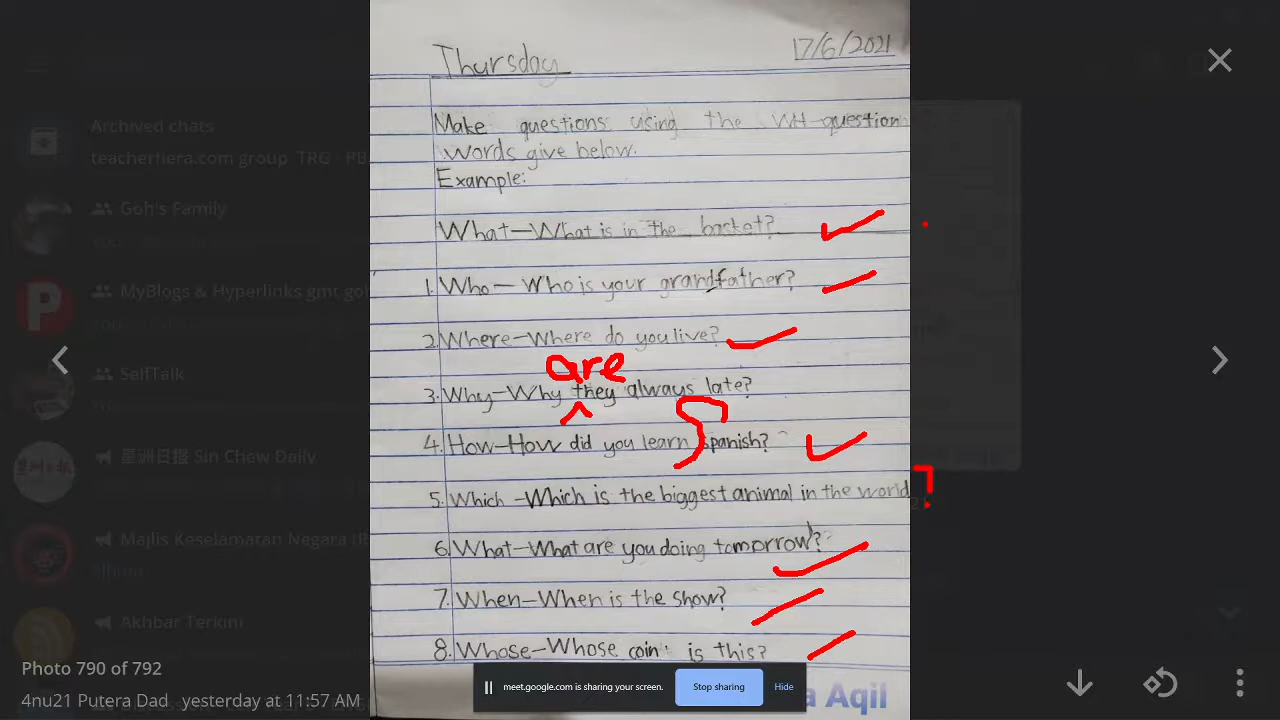 Thursday 17/6/2021
Make questions using the WH-question
words give below.
Example:
What-What is in the basket?
1. Who-Who is your grandfather?
2. Where-Where do you live?
are
3. Why-Why they always late?
4. How-How did you learn Spanish?
5. Which-Which is the biggest animal in the world?
6. What-What are you doing tomorrow?
7. When-When is the show?
8. Whose-Whose coin is this?
Archived chats
teacherfiera.com group TRG - PB
Goh's Family
MyBlogs & Hyperlinks gmt go
SelfTalk
星洲日报 Sin Chew Daily
Majlis Keselamatan Negara (
Akhbar Terkini
Photo 790 of 792
4nu21 Putera Dad yesterday at 11:57 AM
meet.google.com is sharing your screen.
Stop sharing
Hide
a Aqil